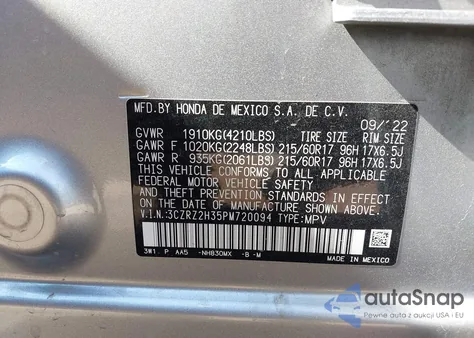 MFD.BY HONDA DE MEXICO S.A. DE C.V.
09/'22
GVWR 1910KG(4210LBS) TIRE SIZE RIM SIZE
GAWR F 1020KG(2248LBS) 215/60R17 96H 17X6.5J
GAWR R 935KG(2061LBS) 215/60R17 96H 17X6.5J
THIS VEHICLE CONFORMS TO ALL APPLICABLE
FEDERAL MOTOR VEHICLE SAFETY
AND THEFT PREVENTION STANDARDS IN
EFFECT ON THE DATE OF MANUFACTURE
SHOWN ABOVE.
V.I.N.:3CZRZ2H35PM720094 TYPE:MPV
3W1 P AA5 -NH830MX -B -M
autoSnap
Pewne auta z aukcji USA i EU